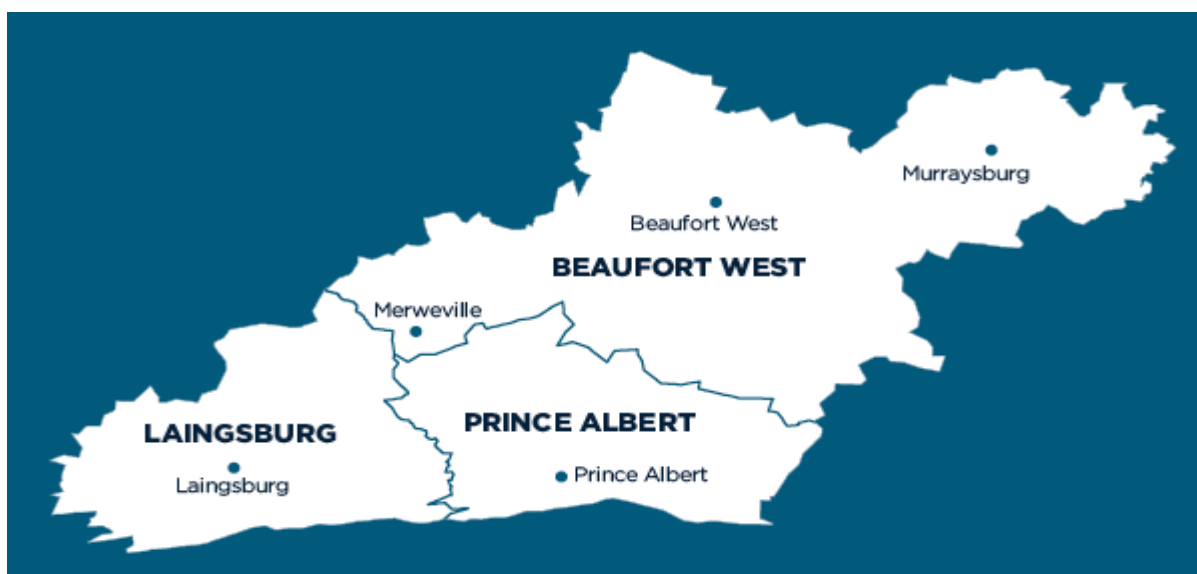 Murraysburg
Beaufort West
BEAUFORT WEST
Merweville
PRINCE ALBERT
LAINGSBURG
Prince Albert
Laingsburg